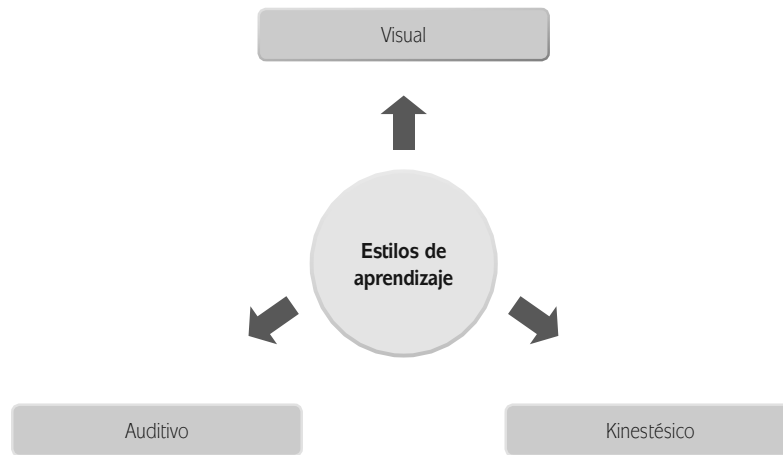 Visual
Estilos de
aprendizaje
Auditivo
Kinestésico